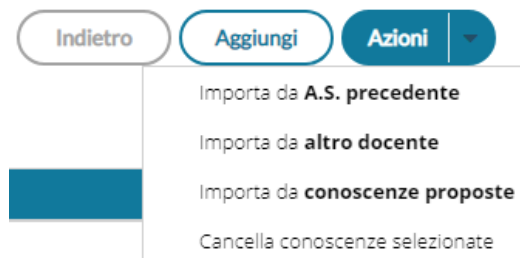 Indietro Aggiungi Azioni
Importa da A.S. precedente
Importa da altro docente
Importa da conoscenze proposte
Cancella conoscenze selezionate